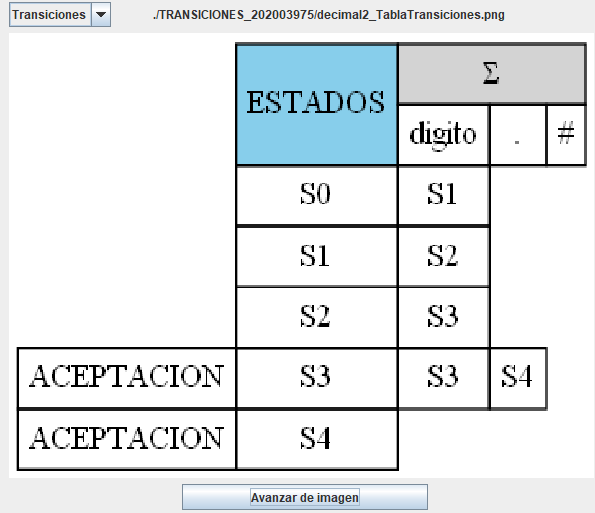 Transiciones ./TRANSICIONES_202003975/decimal2_TablaTransiciones.png
ESTADOS Σ
digito . #
S0 S1
S1 S2
S2 S3
ACEPTACION S3 S3 S4
ACEPTACION S4
Avanzar de imagen